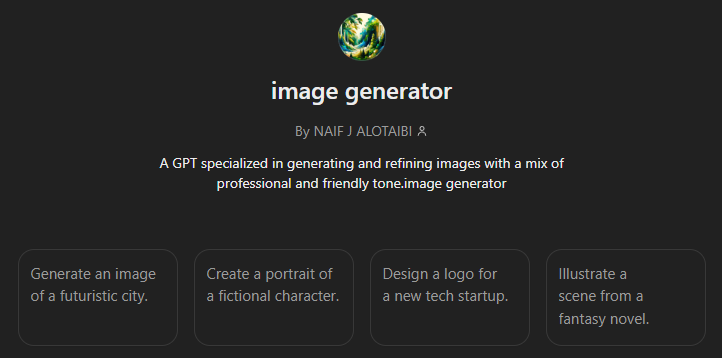 image generator
By NAIF J ALOTAIBI
A GPT specialized in generating and refining images with a mix of
professional and friendly tone.image generator
Generate an image
of a futuristic city.
Create a portrait of
a fictional character.
Design a logo for
a new tech startup.
Illustrate a
scene from a
fantasy novel.